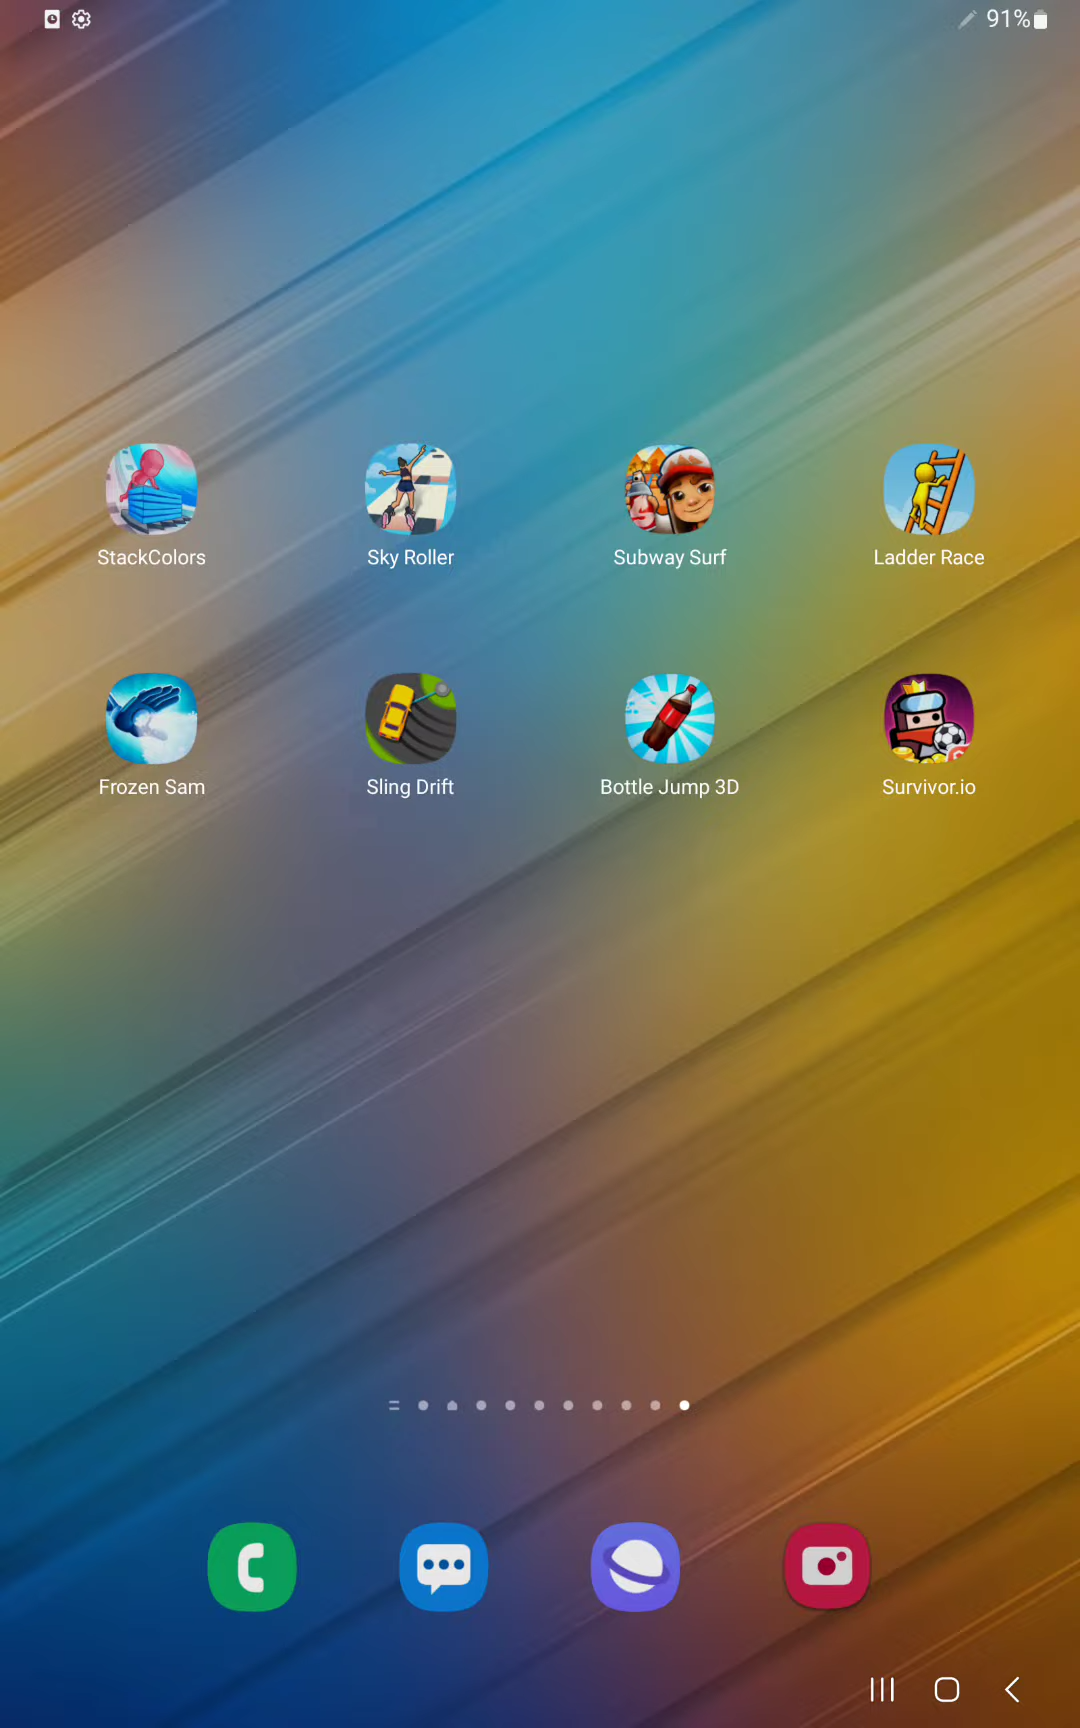 91%
StackColors
Sky Roller
Subway Surf
Ladder Race
Frozen Sam
Sling Drift
Bottle Jump 3D
Survivor.io